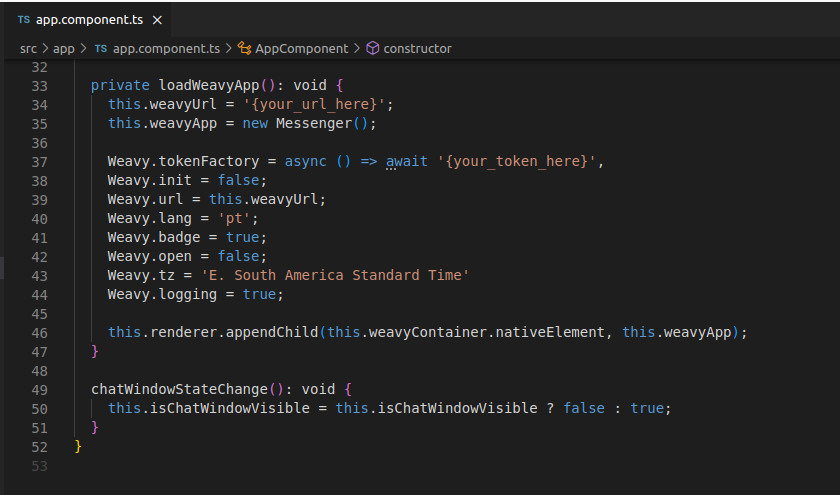 TS app.component.ts ×
src > app > TS app.component.ts > AppComponent > constructor
32
33 private loadWeavyApp(): void {
34 this.weavyUrl = '{your_url_here}';
35 this.weavyApp = new Messenger();
36
37 Weavy.tokenFactory = async () => await '{your_token_here}',
38 Weavy.init = false;
39 Weavy.url = this.weavyUrl;
40 Weavy.lang = 'pt';
41 Weavy.badge = true;
42 Weavy.open = false;
43 Weavy.tz = 'E. South America Standard Time'
44 Weavy.logging = true;
45
46 this.renderer.appendChild(this.weavyContainer.nativeElement, this.weavyApp);
47 }
48
49 chatWindowStateChange(): void {
50 this.isChatWindowVisible = this.isChatWindowVisible ? false : true;
51 }
52 }
53